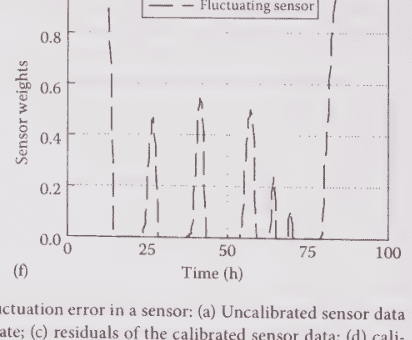 Fluctuating sensor
0.8
0.6
Sensor weights
0.4
0.2
0.0
0
25
50
75
100
(f)
Time (h)
uctuation error in a sensor: (a) Uncalibrated sensor data
ate; (c) residuals of the calibrated sensor data; (d) cali-